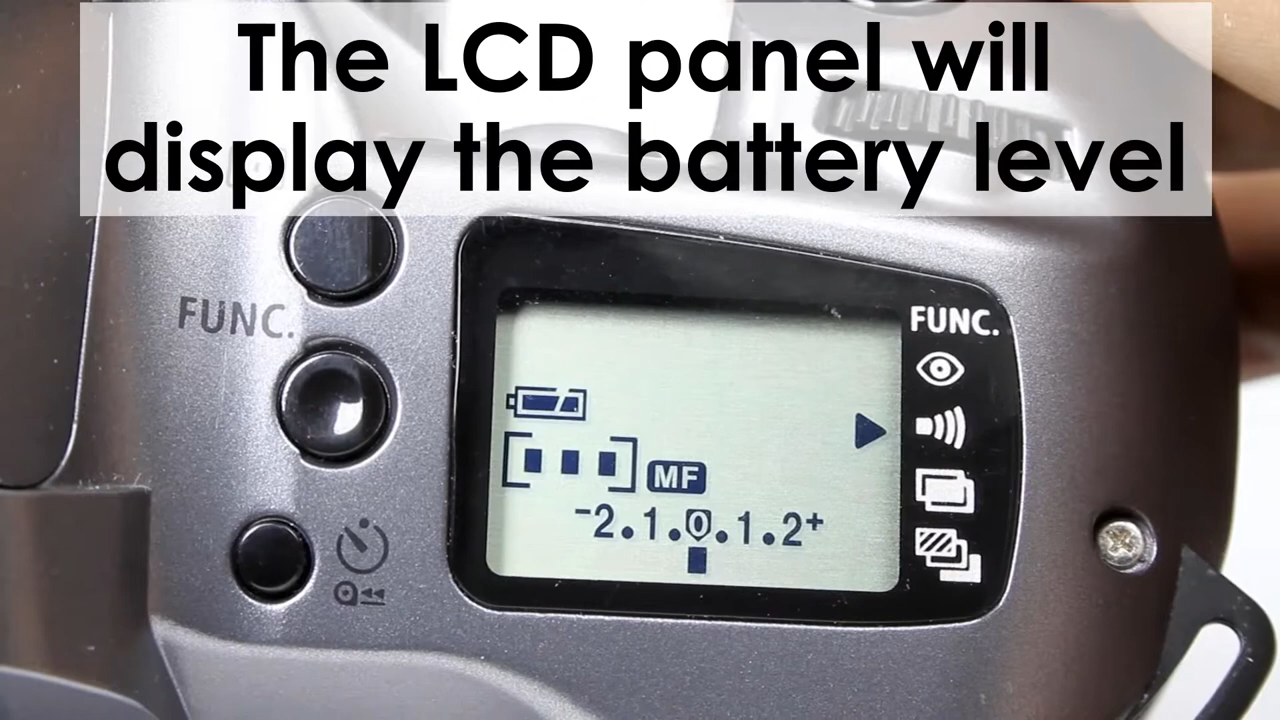 The LCD panel will
display the battery level
FUNC.
FUNC.
MF
-2.1.0.1.2+